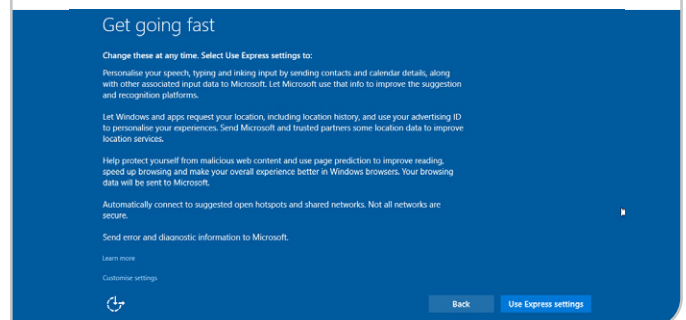 Get going fast
Change these at any time. Select Use Express settings to:
Personalise your speech, typing and inking input by sending contacts and calendar details, along
with other associated input data to Microsoft. Let Microsoft use that info to improve the suggestion
and recognition platforms.
Let Windows and apps request your location, including location history, and use your advertising ID
to personalise your experiences. Send Microsoft and trusted partners some location data to improve
location services.
Help protect yourself from malicious web content and use page prediction to improve reading,
speed up browsing and make your overall experience better in Windows browsers. Your browsing
data will be sent to Microsoft.
Automatically connect to suggested open hotspots and shared networks. Not all networks are
secure.
Send error and diagnostic information to Microsoft.
Learn more
Customise settings
Back
Use Express settings